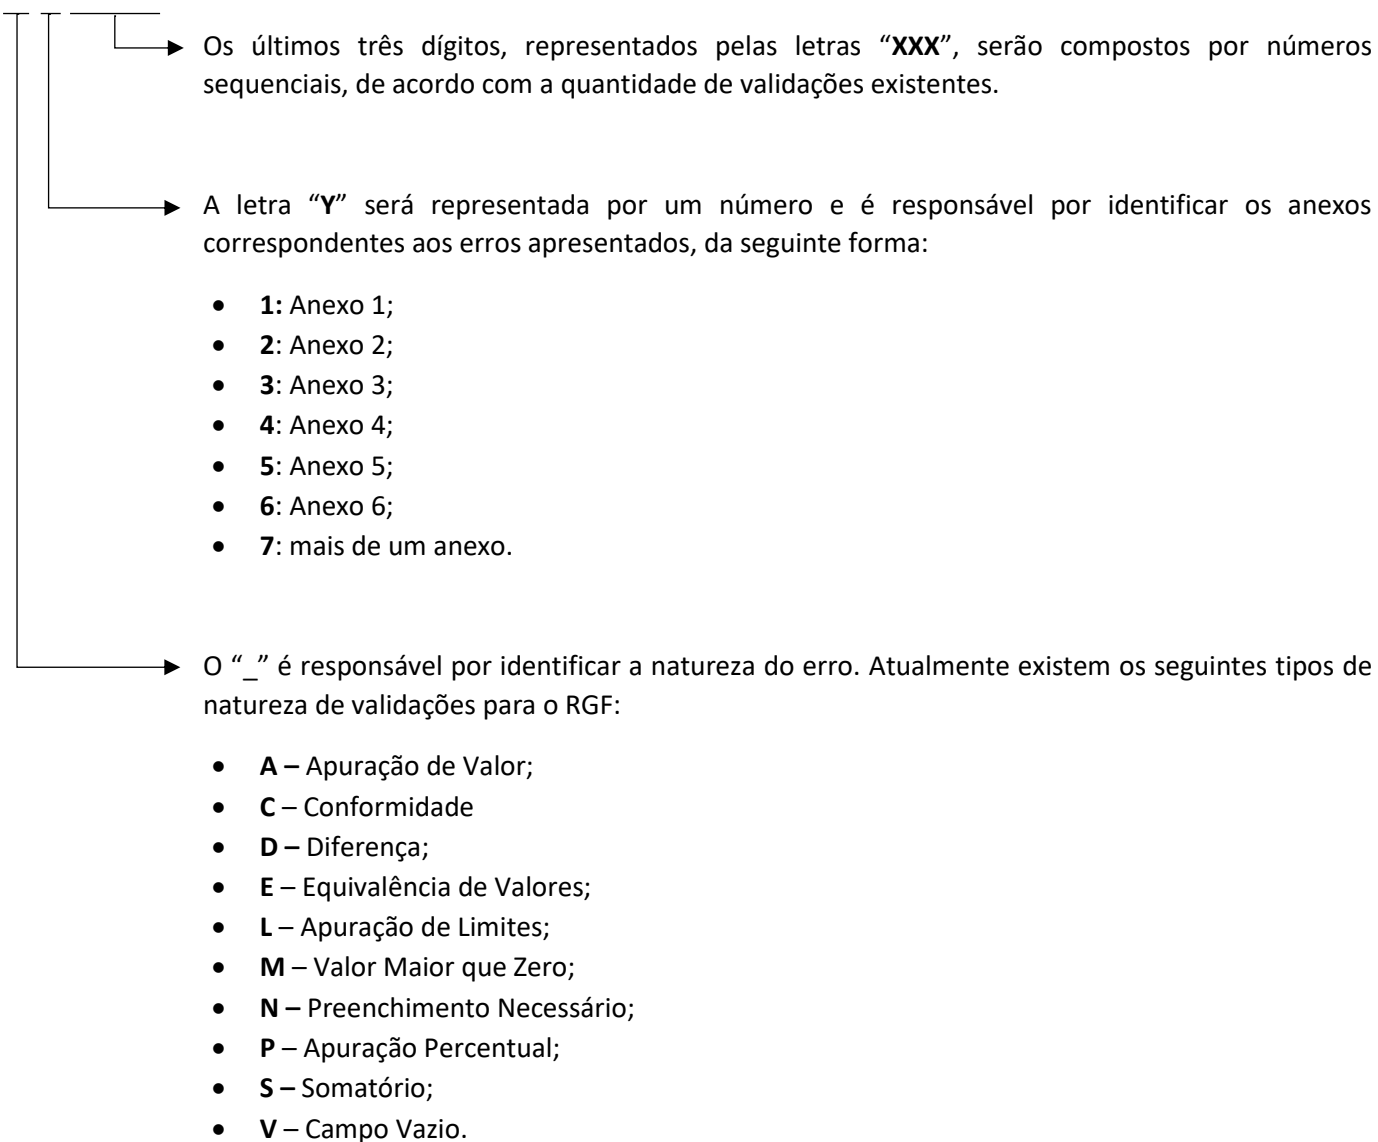 Os últimos três dígitos, representados pelas letras “XXX”, serão compostos por números
sequenciais, de acordo com a quantidade de validações existentes.
A letra “Y” será representada por um número e é responsável por identificar os anexos
correspondentes aos erros apresentados, da seguinte forma:
• 1: Anexo 1;
• 2: Anexo 2;
• 3: Anexo 3;
• 4: Anexo 4;
• 5: Anexo 5;
• 6: Anexo 6;
• 7: mais de um anexo.
O “_” é responsável por identificar a natureza do erro. Atualmente existem os seguintes tipos de
natureza de validações para o RGF:
• A – Apuração de Valor;
• C – Conformidade
• D – Diferença;
• E – Equivalência de Valores;
• L – Apuração de Limites;
• M – Valor Maior que Zero;
• N – Preenchimento Necessário;
• P – Apuração Percentual;
• S – Somatório;
• V – Campo Vazio.